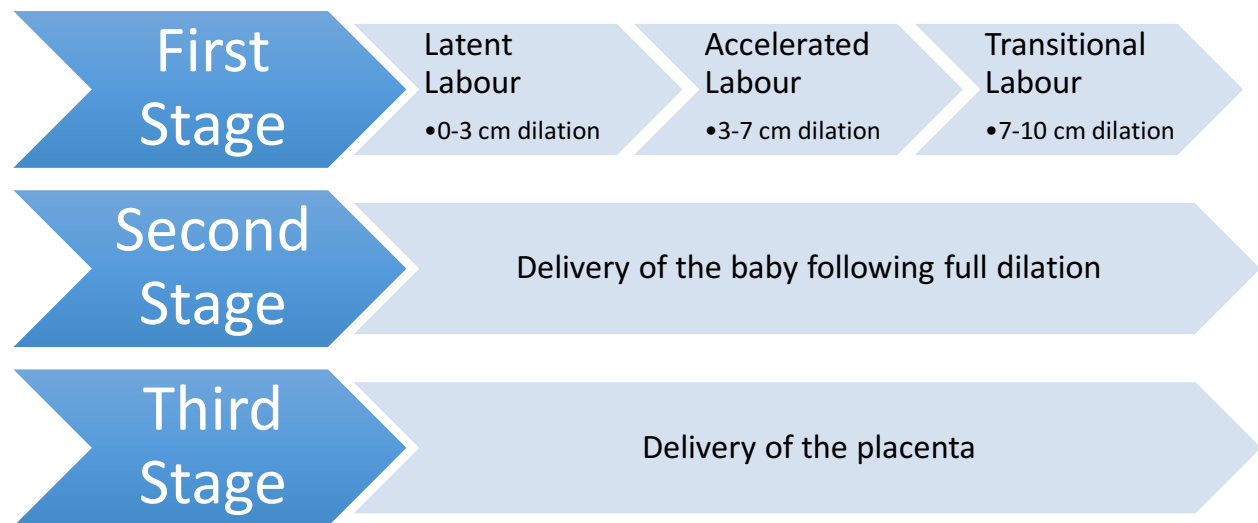 First
Stage
Latent
Labour
•0-3 cm dilation
Accelerated
Labour
•3-7 cm dilation
Transitional
Labour
•7-10 cm dilation
Second
Stage
Delivery of the baby following full dilation
Third
Stage
Delivery of the placenta